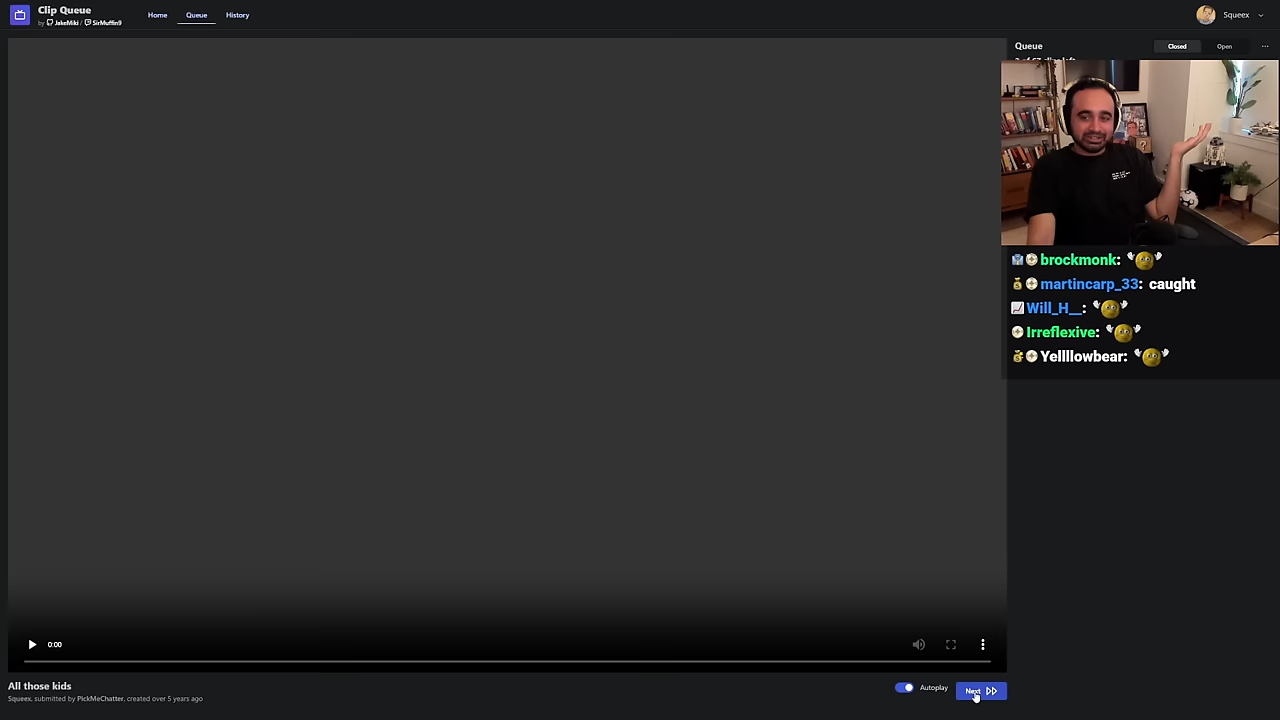 Clip Queue
by JakeMiki / SirMuffin9
Home
Queue
History
Squeex
Queue
Closed
Open
brockmonk:
martincarp_33: caught
Will_H__:
Irreflexive:
Yellllowbear:
0:00
All those kids
Squeex, submitted by PickMeChatter, created over 5 years ago
Autoplay
Next